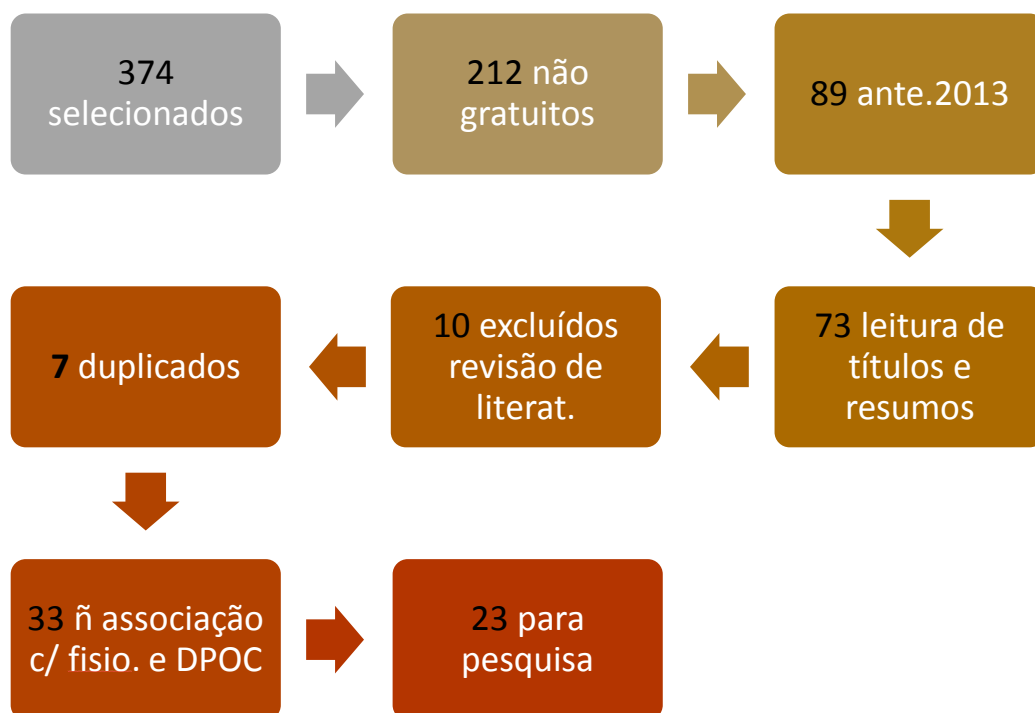 374
selecionados
212 não
gratuitos
89 ante.2013
73 leitura de
títulos e
resumos
10 excluídos
revisão de
literat.
7 duplicados
33 ñ associação
c/ fisio. e DPOC
23 para
pesquisa